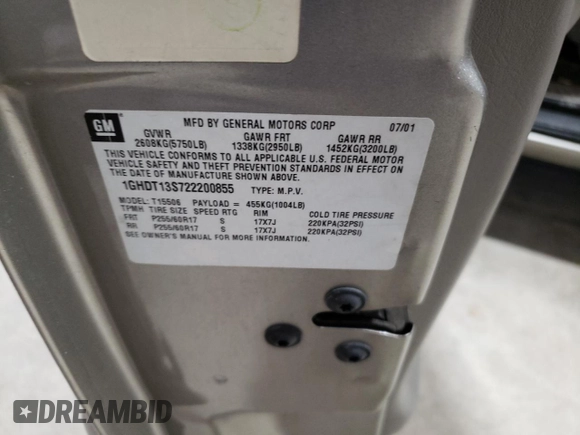 GM
MFD BY GENERAL MOTORS CORP 07/01
GVWR GAWR FRT GAWR RR
2608KG(5750LB) 1338KG(2950LB) 1452KG(3200LB)
THIS VEHICLE CONFORMS TO ALL APPLICABLE U.S. FEDERAL MOTOR
VEHICLE SAFETY AND THEFT PREVENTION STANDARDS IN EFFECT ON
THE DATE OF MANUFACTURE SHOWN ABOVE.
1GHDT13S722200855 TYPE: M.P.V.
MODEL: T15506 PAYLOAD = 455KG(1004LB)
TPMH TIRE SIZE SPEED RTG RIM COLD TIRE PRESSURE
FRT P255/60R17 S 17X7J 220KPA(32PSI)
RR P255/60R17 S 17X7J 220KPA(32PSI)
SEE OWNER'S MANUAL FOR MORE INFORMATION.
DREAMBID